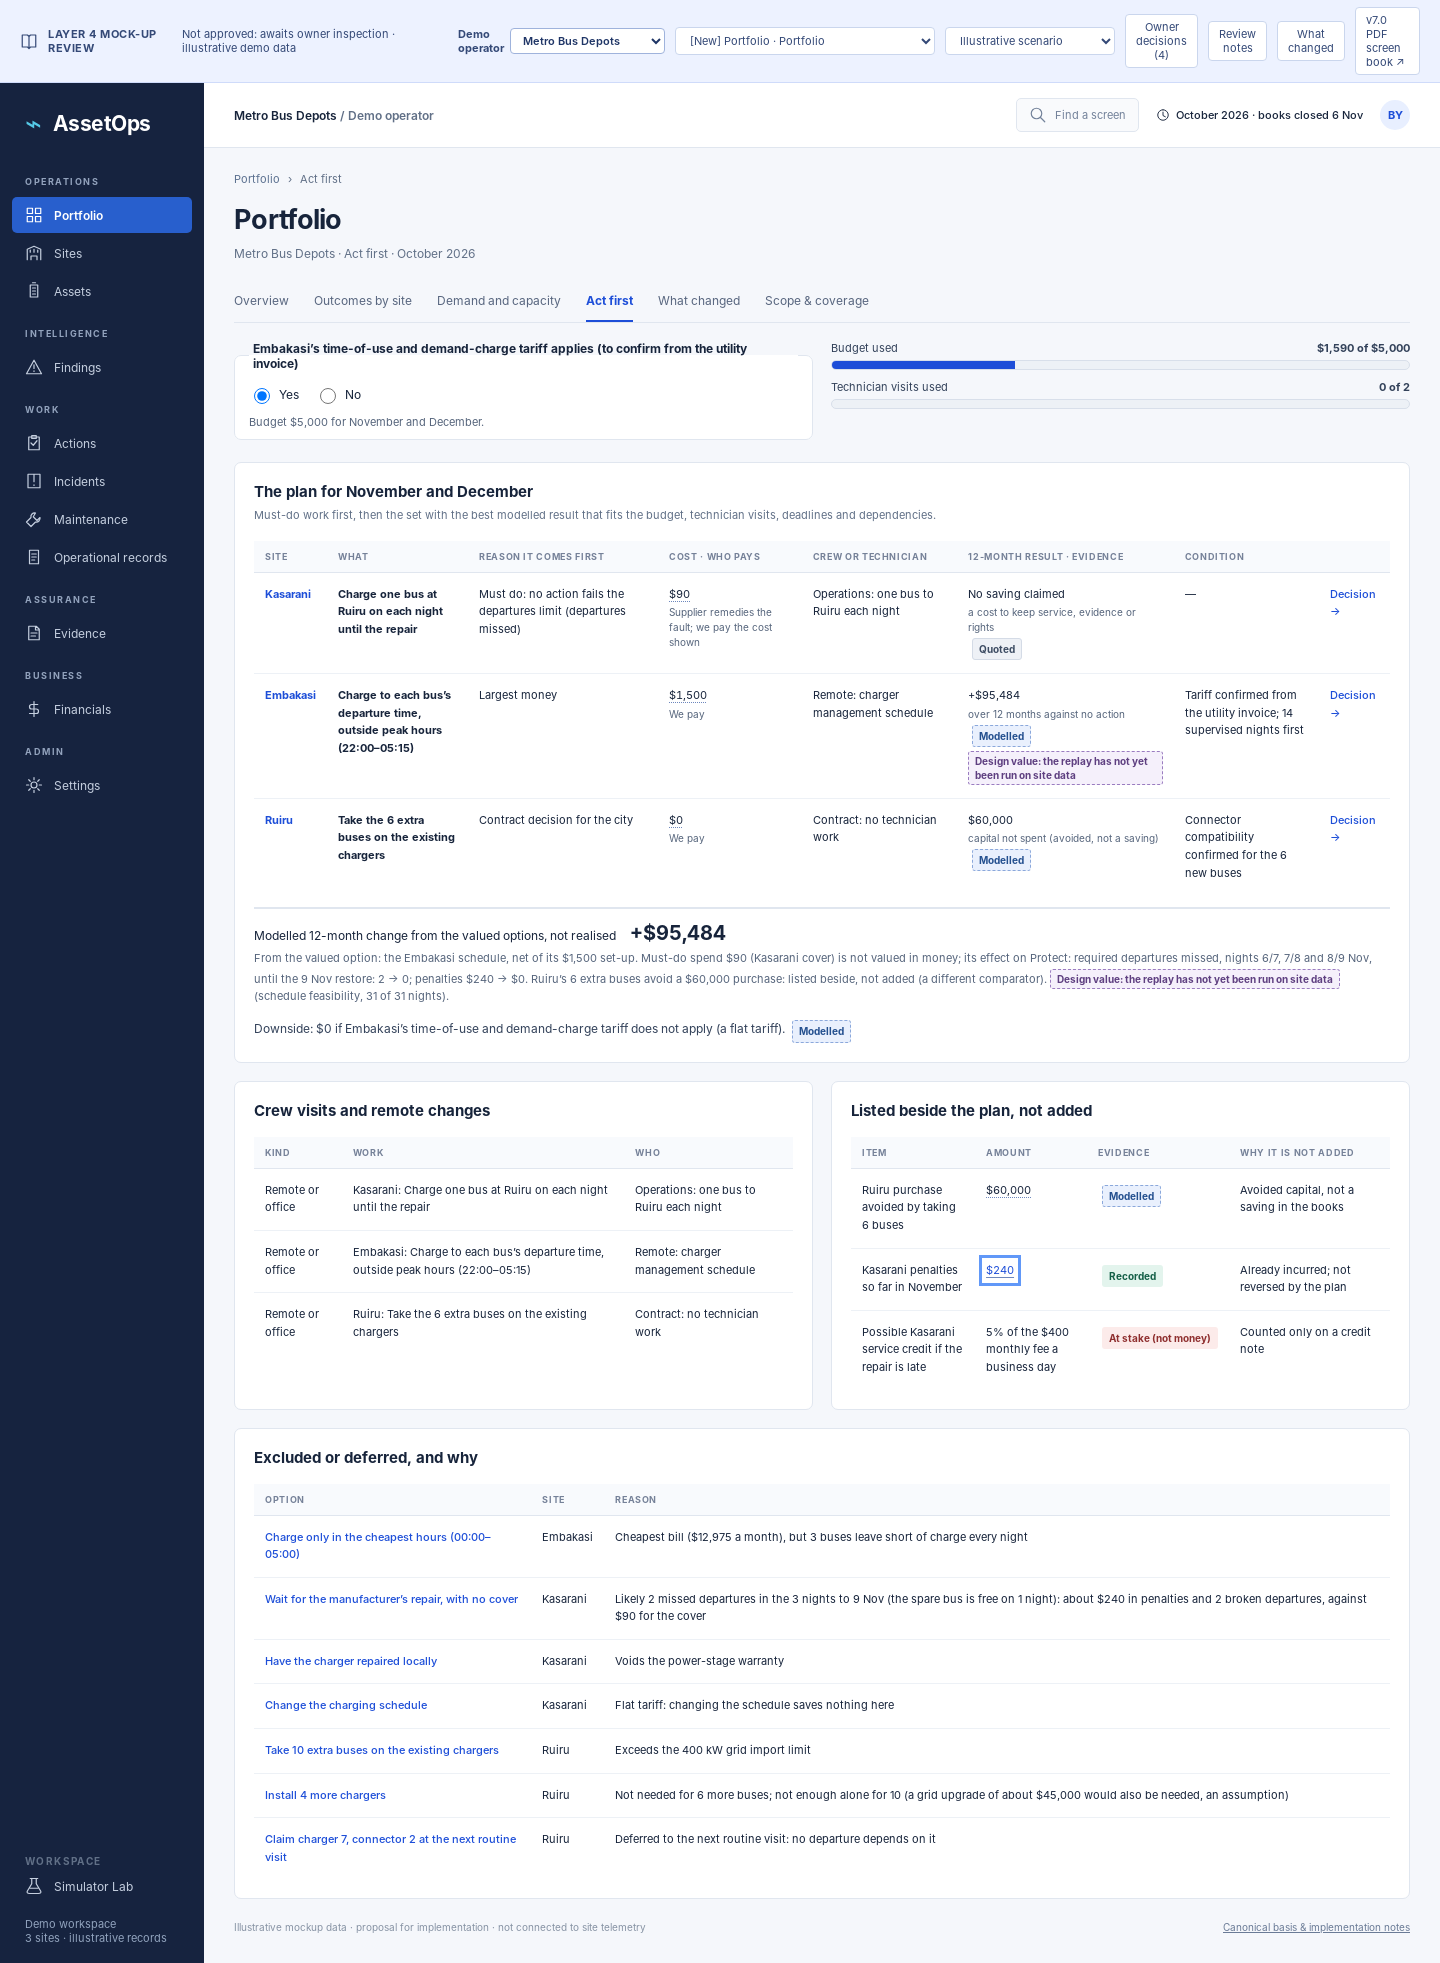 LAYER 4 MOCK-UP REVIEW
Not approved: awaits owner inspection · illustrative demo data
Demo operator
Metro Bus Depots
[New] Portfolio · Portfolio
Illustrative scenario
Owner decisions (4)
Review notes
What changed
v7.0 PDF screen book ↗
AssetOps
OPERATIONS
Portfolio
Sites
Assets
INTELLIGENCE
Findings
WORK
Actions
Incidents
Maintenance
Operational records
ASSURANCE
Evidence
BUSINESS
Financials
ADMIN
Settings
WORKSPACE
Simulator Lab
Demo workspace
3 sites · illustrative records
Metro Bus Depots / Demo operator
Find a screen
October 2026 · books closed 6 Nov
BY
Portfolio › Act first
Portfolio
Metro Bus Depots · Act first · October 2026
Overview
Outcomes by site
Demand and capacity
Act first
What changed
Scope & coverage
Embakasi’s time-of-use and demand-charge tariff applies (to confirm from the utility
invoice)
Yes
No
Budget $5,000 for November and December.
Budget used
$1,590 of $5,000
Technician visits used
0 of 2
The plan for November and December
Must-do work first, then the set with the best modelled result that fits the budget, technician visits, deadlines and dependencies.
SITE WHAT REASON IT COMES FIRST COST · WHO PAYS CREW OR TECHNICIAN 12-MONTH RESULT · EVIDENCE CONDITION
Kasarani
Charge one bus at
Ruiru on each night
until the repair
Must do: no action fails the
departures limit (departures
missed)
$90
Supplier remedies the
fault; we pay the cost
shown
Operations: one bus to
Ruiru each night
No saving claimed
a cost to keep service, evidence or
rights
Quoted
—
Decision
→
Embakasi
Charge to each bus’s
departure time,
outside peak hours
(22:00–05:15)
Largest money
$1,500
We pay
Remote: charger
management schedule
+$95,484
over 12 months against no action
Modelled
Design value: the replay has not yet
been run on site data
Tariff confirmed from
the utility invoice; 14
supervised nights first
Decision
→
Ruiru
Take the 6 extra
buses on the existing
chargers
Contract decision for the city
$0
We pay
Contract: no technician
work
$60,000
capital not spent (avoided, not a saving)
Modelled
Connector
compatibility
confirmed for the 6
new buses
Decision
→
Modelled 12-month change from the valued options, not realised +$95,484
From the valued option: the Embakasi schedule, net of its $1,500 set-up. Must-do spend $90 (Kasarani cover) is not valued in money; its effect on Protect: required departures missed, nights 6/7, 7/8 and 8/9 Nov,
until the 9 Nov restore: 2 → 0; penalties $240 → $0. Ruiru’s 6 extra buses avoid a $60,000 purchase: listed beside, not added (a different comparator). Design value: the replay has not yet been run on site data
(schedule feasibility, 31 of 31 nights).
Downside: $0 if Embakasi’s time-of-use and demand-charge tariff does not apply (a flat tariff). Modelled
Crew visits and remote changes
KIND WORK WHO
Remote or
office
Kasarani: Charge one bus at Ruiru on each night
until the repair
Operations: one bus to
Ruiru each night
Remote or
office
Embakasi: Charge to each bus’s departure time,
outside peak hours (22:00–05:15)
Remote: charger
management schedule
Remote or
office
Ruiru: Take the 6 extra buses on the existing
chargers
Contract: no technician
work
Listed beside the plan, not added
ITEM AMOUNT EVIDENCE WHY IT IS NOT ADDED
Ruiru purchase
avoided by taking
6 buses
$60,000
Modelled
Avoided capital, not a
saving in the books
Kasarani penalties
so far in November
$240
Recorded
Already incurred; not
reversed by the plan
Possible Kasarani
service credit if the
repair is late
5% of the $400
monthly fee a
business day
At stake (not money)
Counted only on a credit
note
Excluded or deferred, and why
OPTION SITE REASON
Charge only in the cheapest hours (00:00–
05:00)
Embakasi
Cheapest bill ($12,975 a month), but 3 buses leave short of charge every night
Wait for the manufacturer’s repair, with no cover
Kasarani
Likely 2 missed departures in the 3 nights to 9 Nov (the spare bus is free on 1 night): about $240 in penalties and 2 broken departures, against
$90 for the cover
Have the charger repaired locally
Kasarani
Voids the power-stage warranty
Change the charging schedule
Kasarani
Flat tariff: changing the schedule saves nothing here
Take 10 extra buses on the existing chargers
Ruiru
Exceeds the 400 kW grid import limit
Install 4 more chargers
Ruiru
Not needed for 6 more buses; not enough alone for 10 (a grid upgrade of about $45,000 would also be needed, an assumption)
Claim charger 7, connector 2 at the next routine
visit
Ruiru
Deferred to the next routine visit: no departure depends on it
Illustrative mockup data · proposal for implementation · not connected to site telemetry
Canonical basis & implementation notes